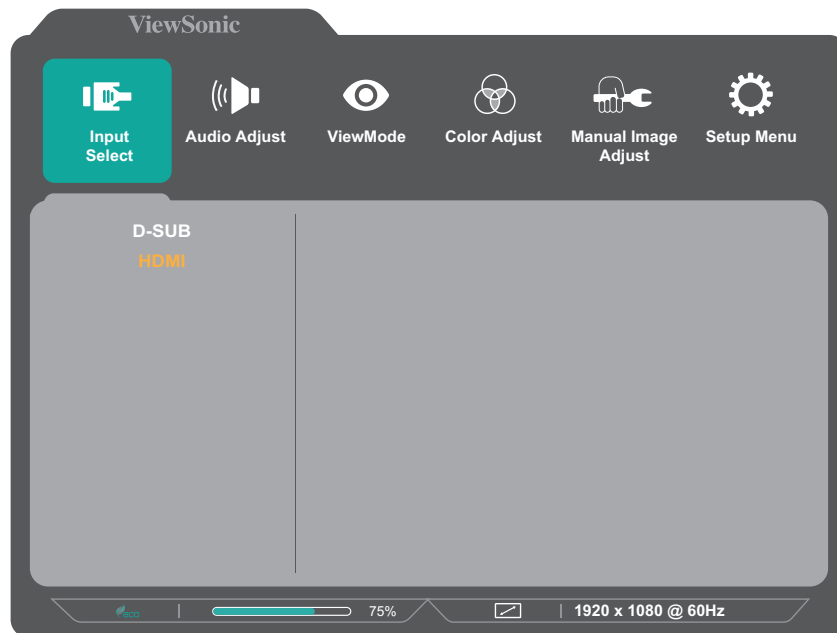 ViewSonic
Input
Select
Audio Adjust
ViewMode
Color Adjust
Manual Image
Adjust
Setup Menu
D-SUB
HDMI
eco
75%
1920 x 1080 @ 60Hz